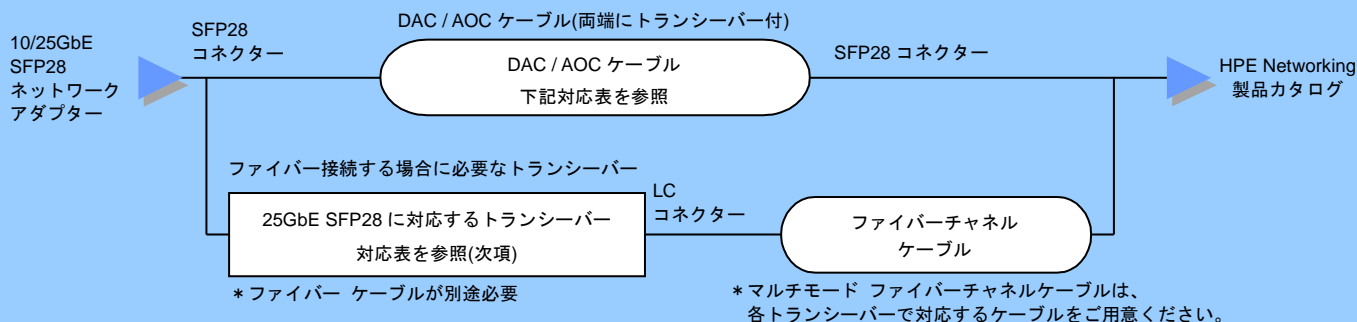 10/25GbE
SFP28
ネットワーク
アダプター
SFP28
コネクター
DAC / AOC ケーブル(両端にトランシーバー付)
DAC / AOC ケーブル
下記対応表を参照
SFP28 コネクター
HPE Networking
製品カタログ
ファイバー接続する場合に必要なトランシーバー
25GbE SFP28 に対応するトランシーバー
対応表を参照(次項)
*ファイバー ケーブルが別途必要
LC
コネクター
ファイバーチャネル
ケーブル
*マルチモード ファイバーチャネルケーブルは、
各トランシーバーで対応するケーブルをご用意ください。